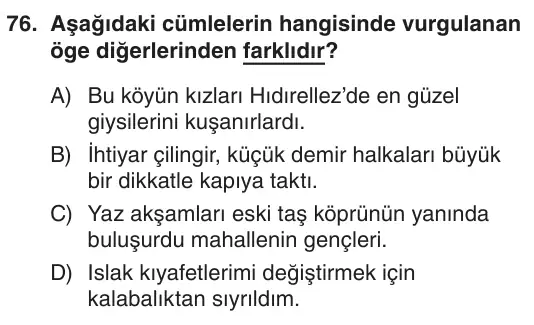 76. Aşağıdaki cümlelerin hangisinde vurgulanan
öge diğerlerinden farklıdır?
A) Bu köyün kızları Hıdırellez’de en güzel
giysilerini kuşanırlardı.
B) İhtiyar çilingir, küçük demir halkaları büyük
bir dikkatle kapıya taktı.
C) Yaz akşamları eski taş köprünün yanında
buluşurdu mahallenin gençleri.
D) Islak kıyafetlerimi değiştirmek için
kalabalıktan sıyrıldım.